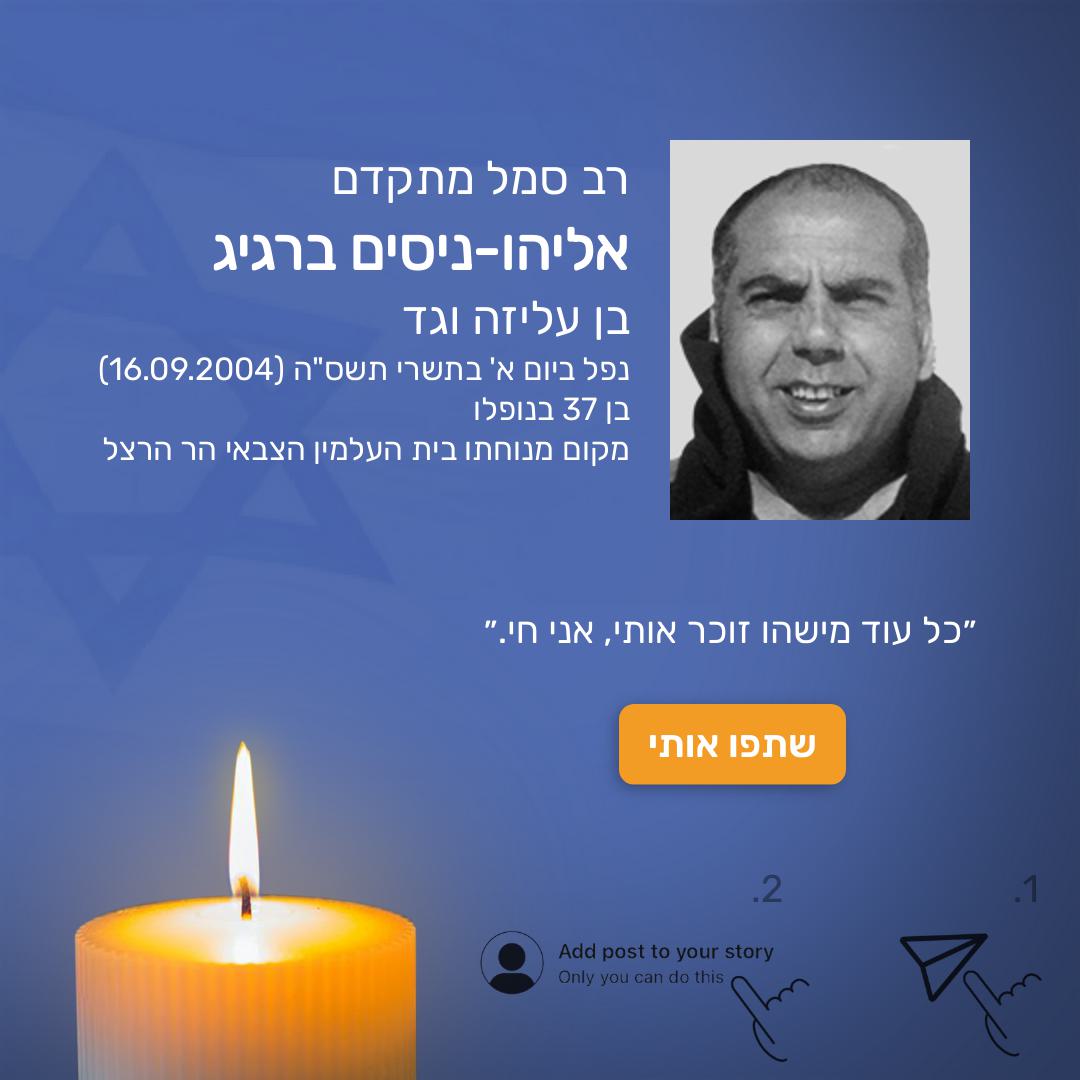 רב סמל מתקדם
אליהו-ניסים ברגיג
בן עליזה וגד
נפל ביום א' בתשרי תשס"ה (16.09.2004)
בן 37 בנופלו
מקום מנוחתו בית העלמין הצבאי הר הרצל
״כל עוד מישהו זוכר אותי, אני חי.״
שתפו אותי
1.
2.
Add post to your story
Only you can do this